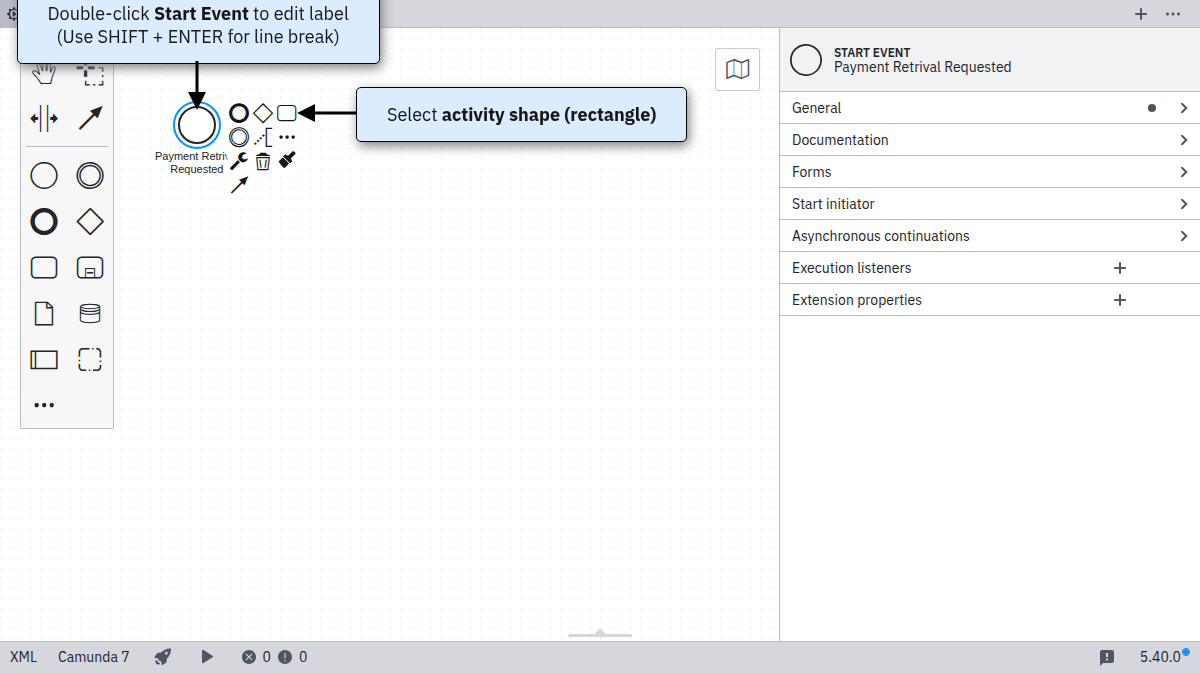 Double-click Start Event to edit label
(Use SHIFT + ENTER for line break)
Select activity shape (rectangle)
Payment Retriv
Requested
START EVENT
Payment Retrival Requested
General
Documentation
Forms
Start initiator
Asynchronous continuations
Execution listeners
Extension properties
XML Camunda 7 0 0 5.40.0